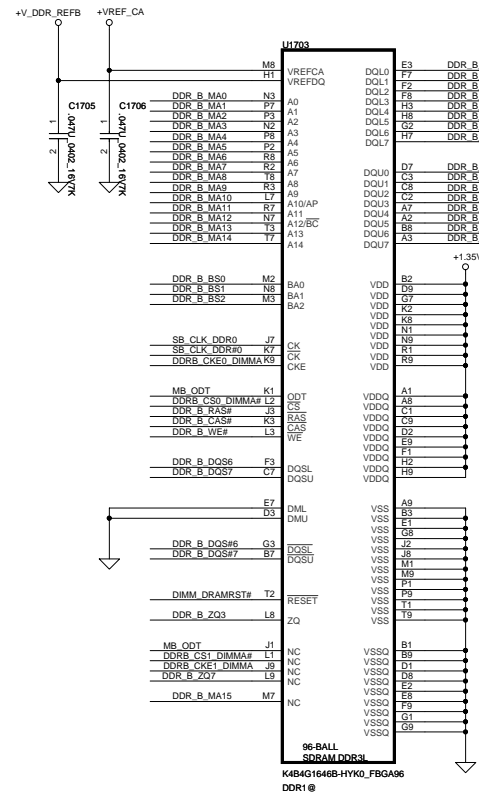 +V_DDR_REFB +VREF_CA
U1703
C1705 C1706
.047U_0402_16V7K .047U_0402_16V7K
1 2 1 2
M8 VREFCA
H1 VREFDQ
DDR_B_MA0 N3 A0
DDR_B_MA1 P7 A1
DDR_B_MA2 P3 A2
DDR_B_MA3 N2 A3
DDR_B_MA4 P8 A4
DDR_B_MA5 P2 A5
DDR_B_MA6 R8 A6
DDR_B_MA7 R2 A7
DDR_B_MA8 T8 A8
DDR_B_MA9 R3 A9
DDR_B_MA10 L7 A10/AP
DDR_B_MA11 R7 A11
DDR_B_MA12 N7 A12/BC
DDR_B_MA13 T3 A13
DDR_B_MA14 T7 A14
DDR_B_BS0 M2 BA0
DDR_B_BS1 N8 BA1
DDR_B_BS2 M3 BA2
SB_CLK_DDR0 J7 CK
SB_CLK_DDR#0 K7 CK
DDRB_CKE0_DIMMA K9 CKE
MB_ODT K1 ODT
DDRB_CS0_DIMMA# L2 CS
DDR_B_RAS# J3 RAS
DDR_B_CAS# K3 CAS
DDR_B_WE# L3 WE
DDR_B_DQS6 F3 DQSL
DDR_B_DQS7 C7 DQSU
E7 DML
D3 DMU
DDR_B_DQS#6 G3 DQSL
DDR_B_DQS#7 B7 DQSU
DIMM_DRAMRST# T2 RESET
DDR_B_ZQ3 L8 ZQ
MB_ODT J1 NC
DDRB_CS1_DIMMA# L1 NC
DDRB_CKE1_DIMMA J9 NC
DDR_B_ZQ7 L9 NC
DDR_B_MA15 M7 NC
DQL0 E3 DDR_B
DQL1 F7 DDR_B
DQL2 F2 DDR_B
DQL3 F8 DDR_B
DQL4 H3 DDR_B
DQL5 H8 DDR_B
DQL6 G2 DDR_B
DQL7 H7 DDR_B
DQU0 D7 DDR_B
DQU1 C3 DDR_B
DQU2 C8 DDR_B
DQU3 C2 DDR_B
DQU4 A7 DDR_B
DQU5 A2 DDR_B
DQU6 B8 DDR_B
DQU7 A3 DDR_B
+1.35V
VDD B2
VDD D9
VDD G7
VDD K2
VDD K8
VDD N1
VDD N9
VDD R1
VDD R9
VDDQ A1
VDDQ A8
VDDQ C1
VDDQ C9
VDDQ D2
VDDQ E9
VDDQ F1
VDDQ H2
VDDQ H9
VSS A9
VSS B3
VSS E1
VSS G8
VSS J2
VSS J8
VSS M1
VSS M9
VSS P1
VSS P9
VSS T1
VSS T9
VSSQ B1
VSSQ B9
VSSQ D1
VSSQ D8
VSSQ E2
VSSQ E8
VSSQ F9
VSSQ G1
VSSQ G9
96-BALL
SDRAM DDR3L
K4B4G1646B-HYK0_FBGA96
DDR1@